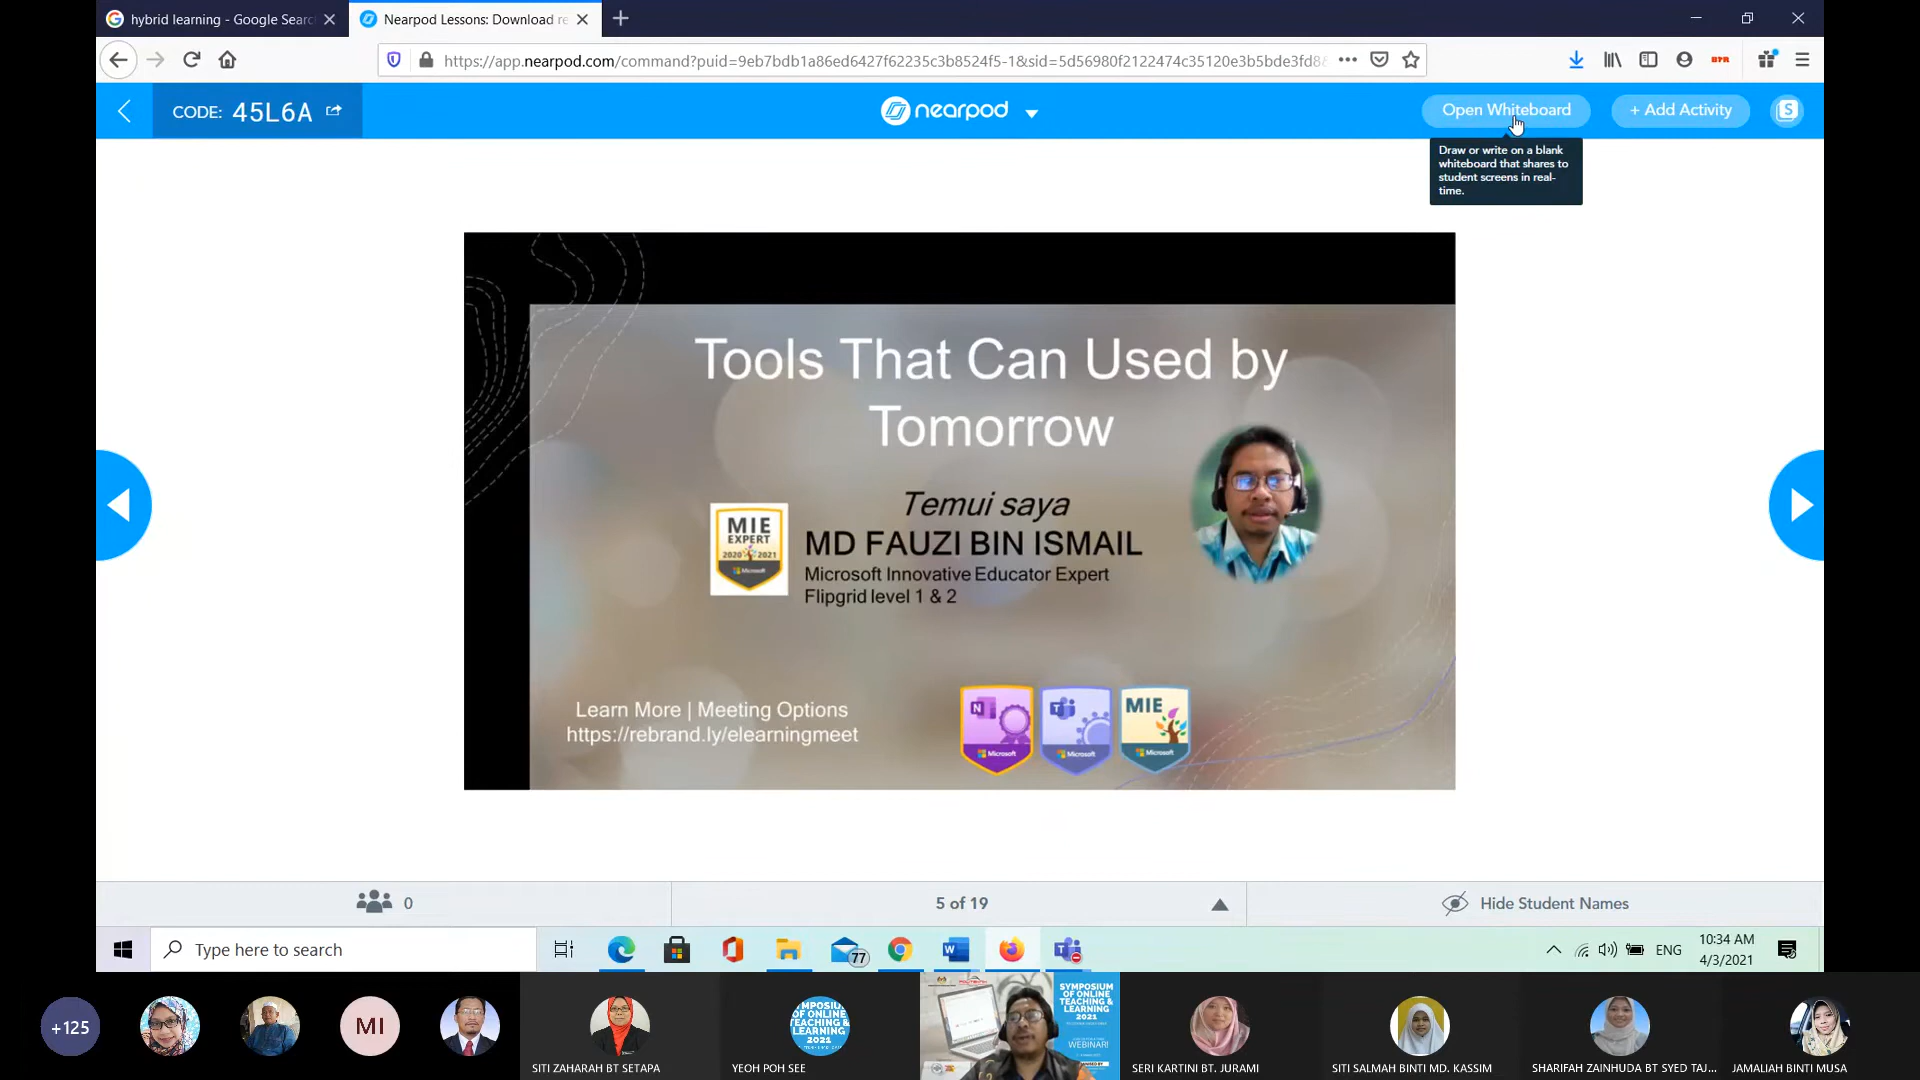 hybrid learning - Google Searc
Nearpod Lessons: Download re
https://app.nearpod.com/command?puid=9eb7bdb1a86ed6427f62235c3b8524f5-1&sid=5d56980f2122474c35120e3b5bde3fd8
CODE: 45L6A
nearpod
Open Whiteboard
+ Add Activity
S
Draw or write on a blank
whiteboard that shares to
student screens in real-
time.
Tools That Can Used by
Tomorrow
Temui saya
MD FAUZI BIN ISMAIL
Microsoft Innovative Educator Expert
Flipgrid level 1 & 2
MIE
EXPERT
2020 2021
Microsoft
Learn More | Meeting Options
https://rebrand.ly/elearningmeet
N
Microsoft
T
Microsoft
MIE
Microsoft
0
5 of 19
Hide Student Names
Type here to search
77
ENG
10:34 AM
4/3/2021
+125
MI
SITI ZAHARAH BT SETAPA
YEOH POH SEE
SYMPOSIUM
OF ONLINE
TEACHING &
LEARNING
2021
WEBINAR!
SERI KARTINI BT. JURAMI
SITI SALMAH BINTI MD. KASSIM
SHARIFAH ZAINHUDA BT SYED TAJ...
JAMALIAH BINTI MUSA